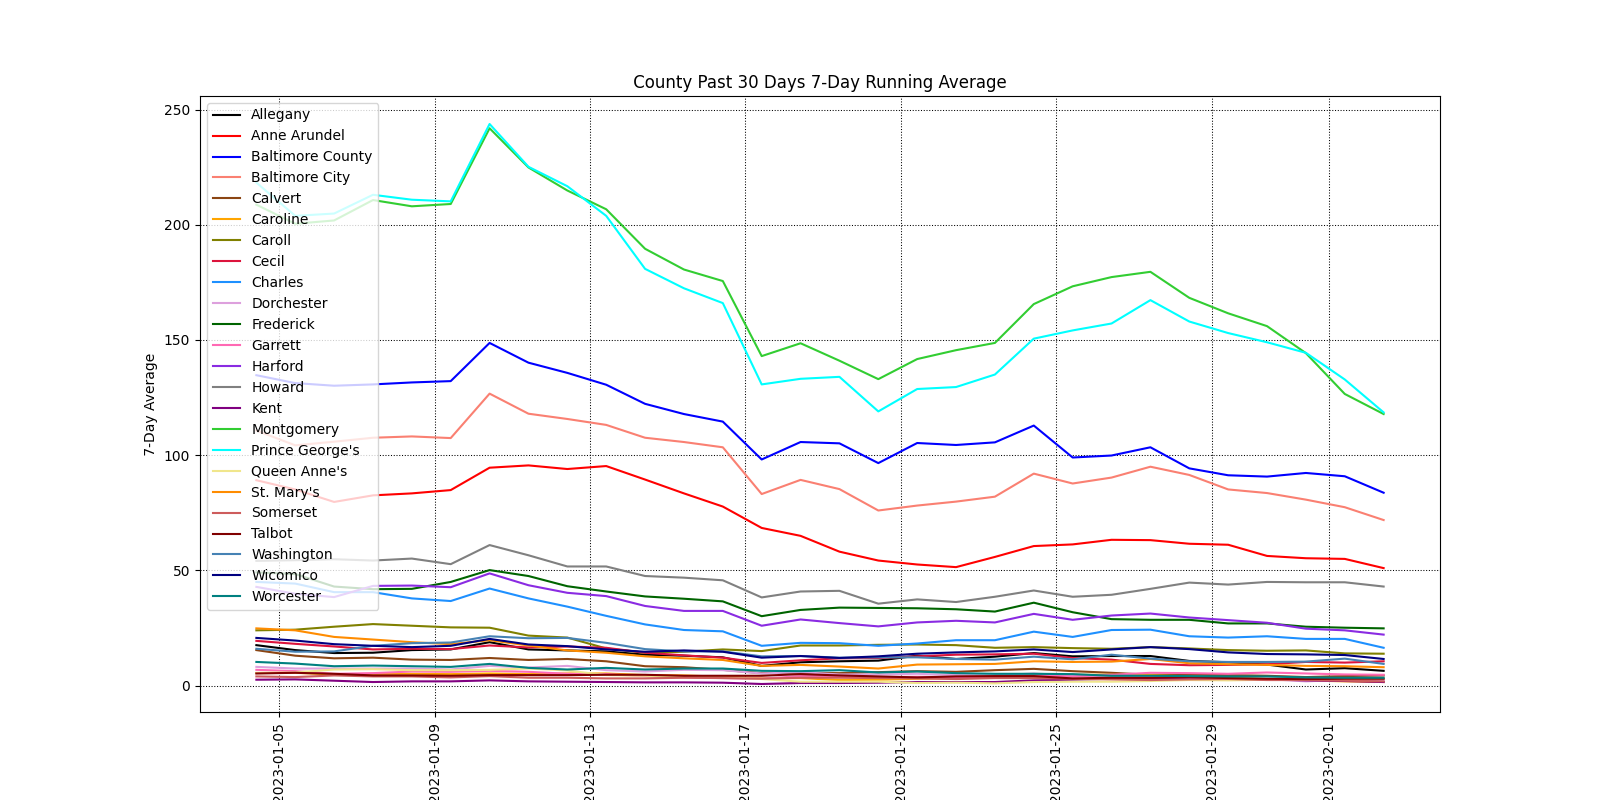 County Past 30 Days 7-Day Running Average
7-Day Average
250
200
150
100
50
0
Allegany
Anne Arundel
Baltimore County
Baltimore City
Calvert
Caroline
Caroll
Cecil
Charles
Dorchester
Frederick
Garrett
Harford
Howard
Kent
Montgomery
Prince George's
Queen Anne's
St. Mary's
Somerset
Talbot
Washington
Wicomico
Worcester
2023-01-05
2023-01-09
2023-01-13
2023-01-17
2023-01-21
2023-01-25
2023-01-29
2023-02-01